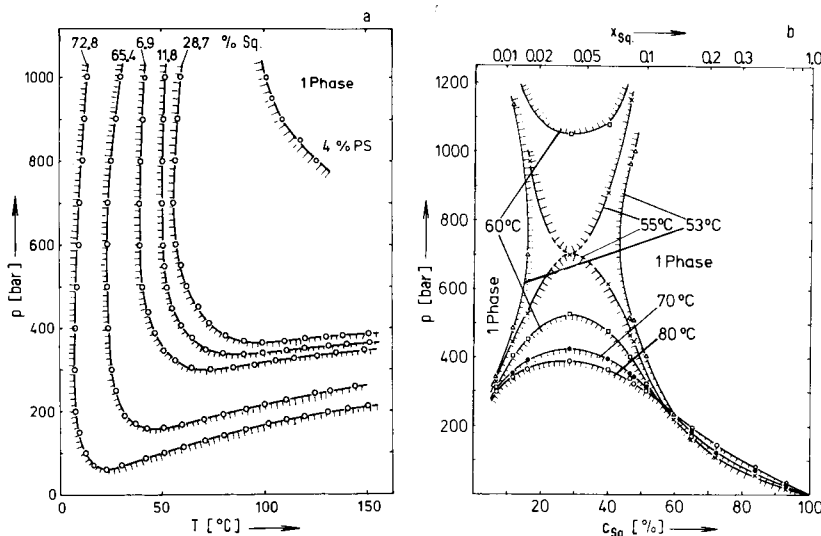 a
72,8
65,4
6,9
11,8
28,7
% Sq.
1 Phase
4 % PS
1000
800
600
400
200
0
p [bar]
0
50
100
150
T [°C]
x Sq.
b
0.01
0.02
0.05
0.1
0.2
0.3
1.0
1200
1000
800
600
400
200
p [bar]
60°C
55°C
53°C
1 Phase
1 Phase
70 °C
80 °C
20
40
60
80
100
c Sq [%]